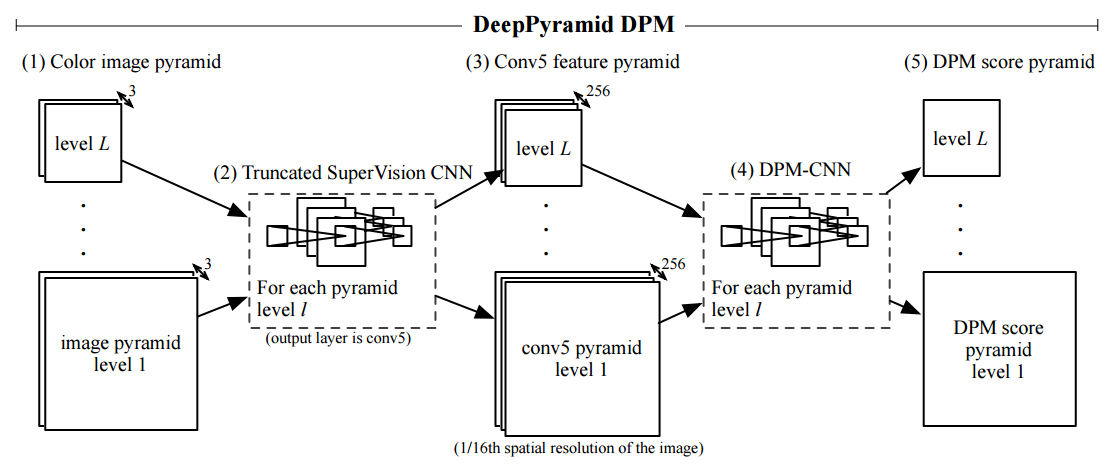 DeepPyramid DPM
(1) Color image pyramid
(3) Conv5 feature pyramid
(5) DPM score pyramid
3
level L
256
level L
level L
(2) Truncated SuperVision CNN
For each pyramid
level l
(output layer is conv5)
(4) DPM-CNN
For each pyramid
level l
3
image pyramid
level 1
256
conv5 pyramid
level 1
(1/16th spatial resolution of the image)
DPM score
pyramid
level 1